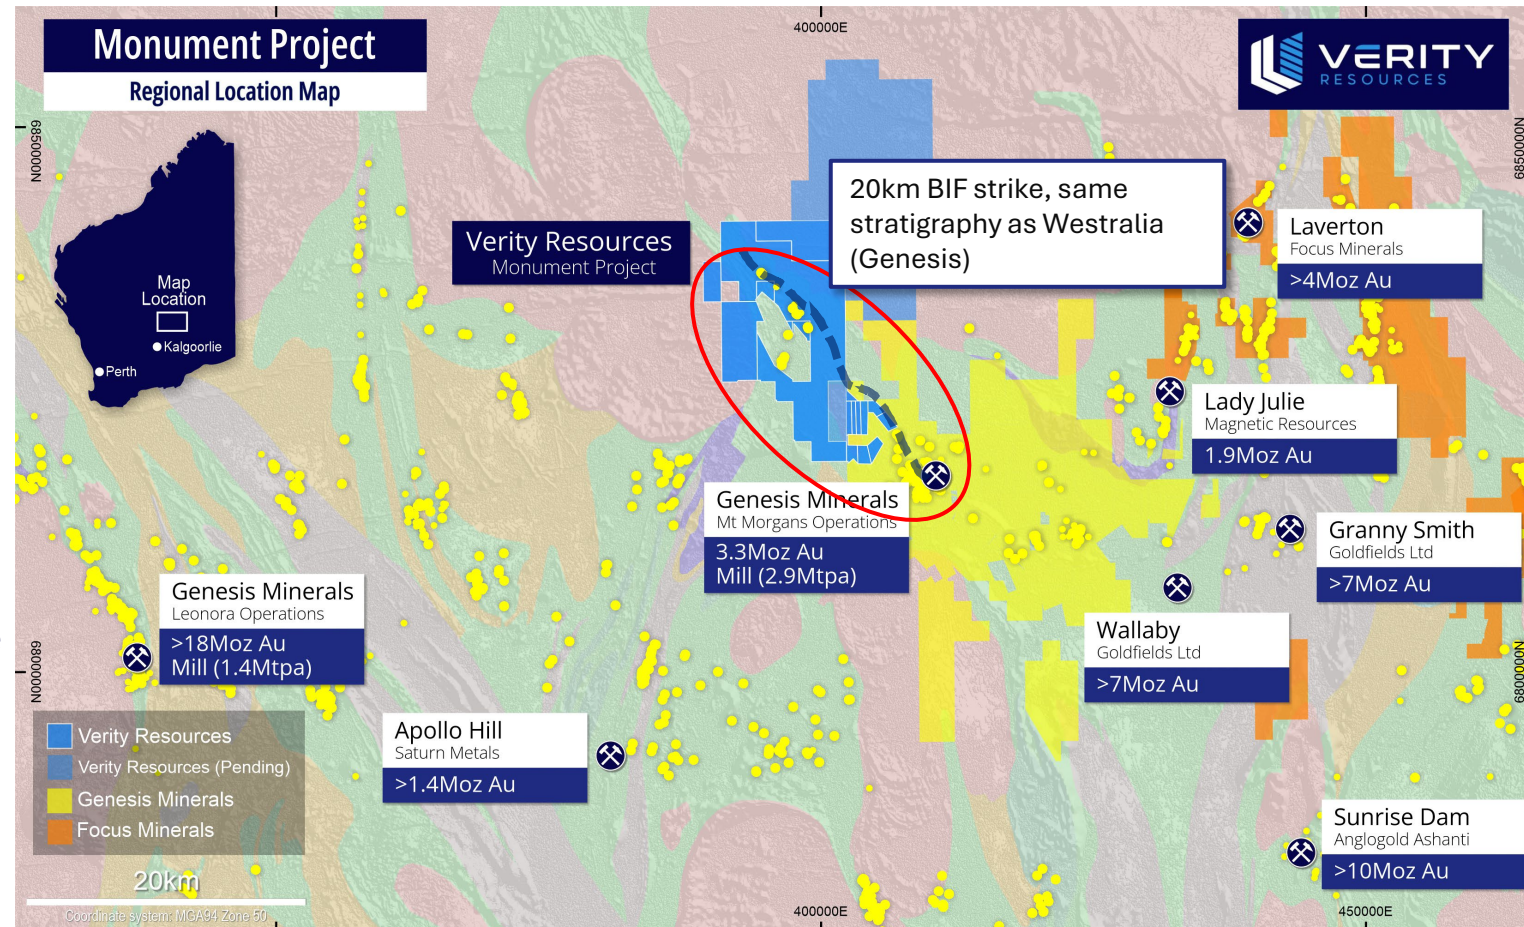 Monument Project
Regional Location Map
400000E
VERITY
RESOURCES
6850000N
6850000N
Map
Location
Kalgoorlie
Perth
Verity Resources
Monument Project
20km BIF strike, same
stratigraphy as Westralia
(Genesis)
Laverton
Focus Minerals
>4Moz Au
Lady Julie
Magnetic Resources
1.9Moz Au
Genesis Minerals
Mt Morgans Operations
3.3Moz Au
Mill (2.9Mtpa)
Granny Smith
Goldfields Ltd
>7Moz Au
Genesis Minerals
Leonora Operations
>18Moz Au
Mill (1.4Mtpa)
Wallaby
Goldfields Ltd
>7Moz Au
6800000N
6800000N
Apollo Hill
Saturn Metals
>1.4Moz Au
Verity Resources
Verity Resources (Pending)
Genesis Minerals
Focus Minerals
Sunrise Dam
Anglogold Ashanti
>10Moz Au
20km
Coordinate system: MGA94 Zone 50
400000E
450000E